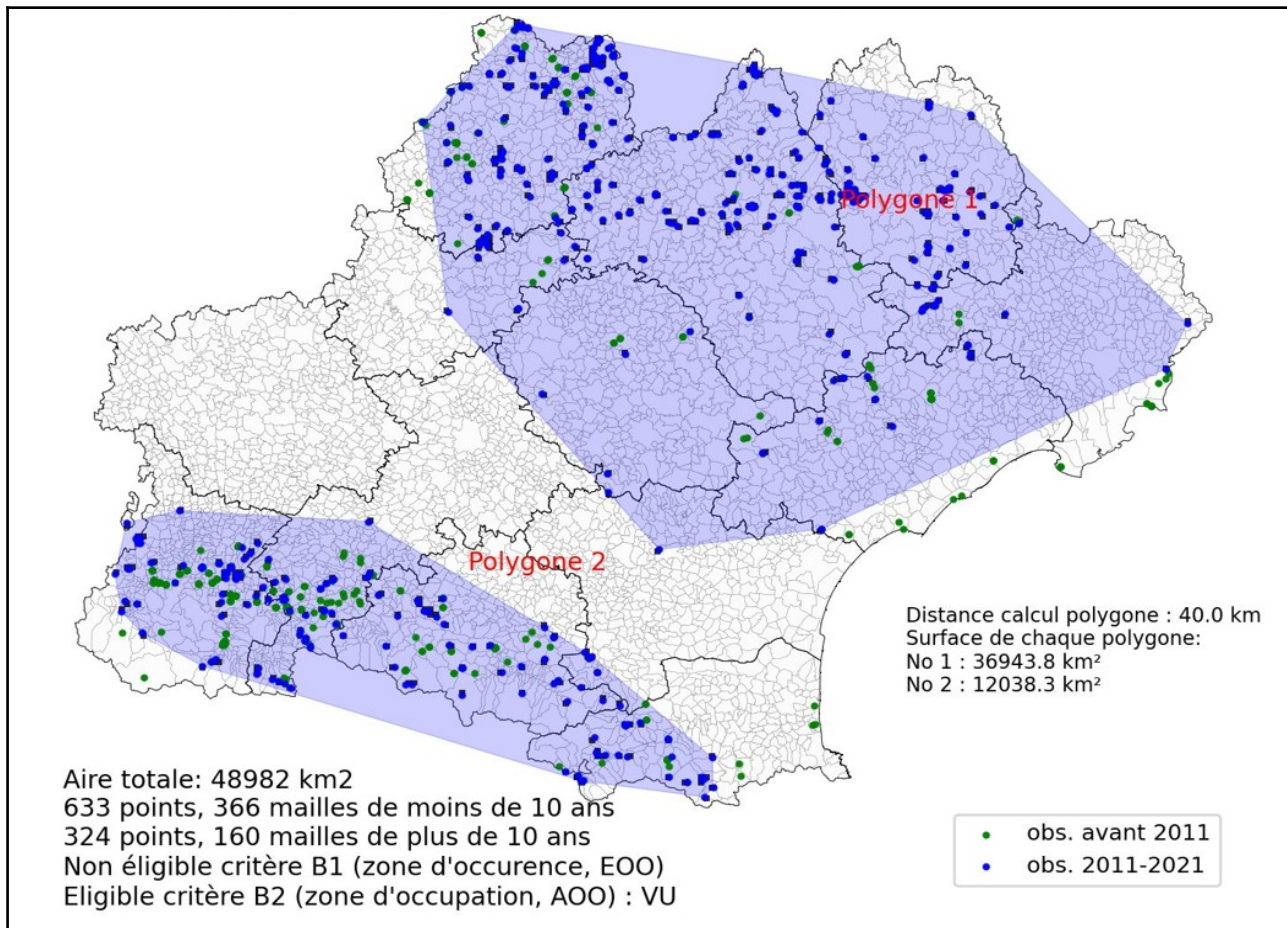 Polygone 1
Polygone 2
Distance calcul polygone : 40.0 km
Surface de chaque polygone:
No 1 : 36943.8 km²
No 2 : 12038.3 km²
Aire totale: 48982 km2
633 points, 366 mailles de moins de 10 ans
324 points, 160 mailles de plus de 10 ans
Non éligible critère B1 (zone d'occurence, EOO)
Eligible critère B2 (zone d'occupation, AOO) : VU
obs. avant 2011
obs. 2011-2021